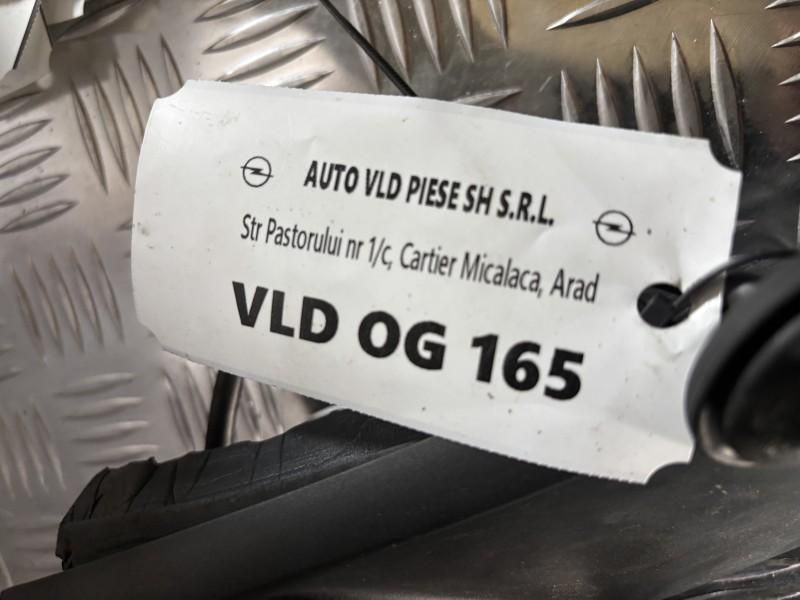 AUTO VLD PIESE SH S.R.L.
Str Pastorului nr 1/c, Cartier Micalaca, Arad
VLD OG 165